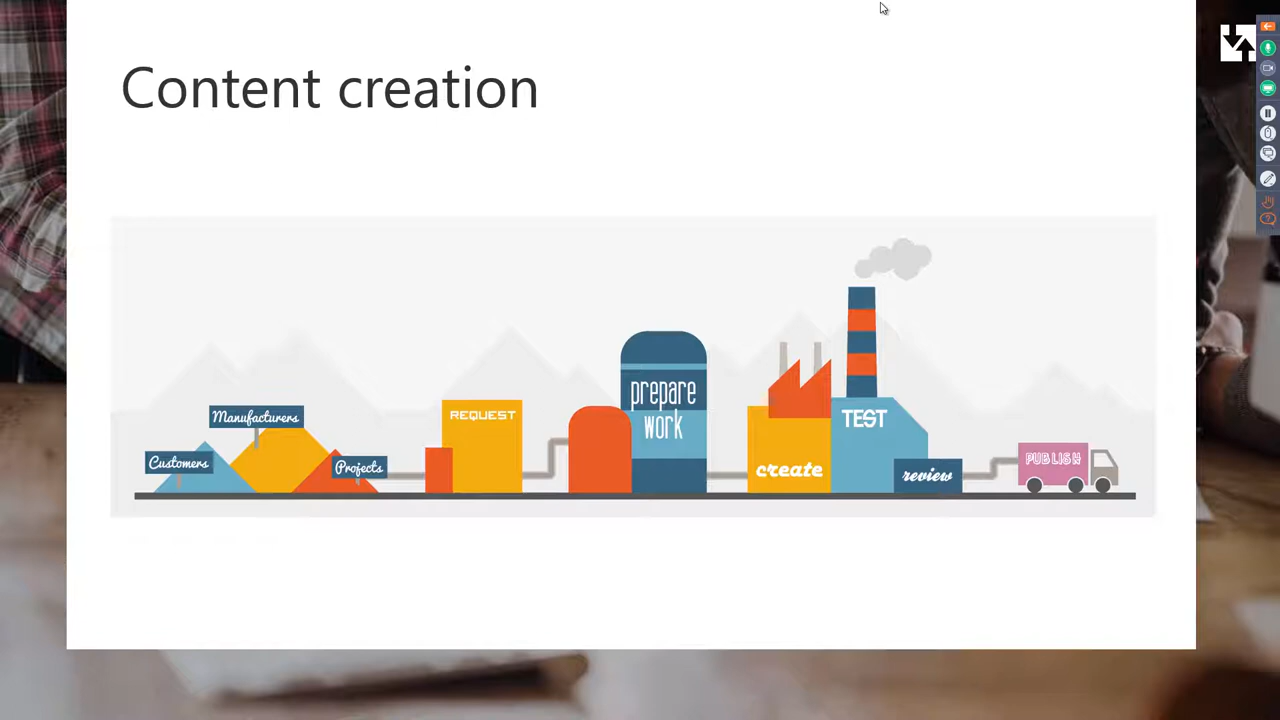 Content creation
Manufacturers
Customers
Projects
REQUEST
prepare
work
create
TEST
review
PUBLISH